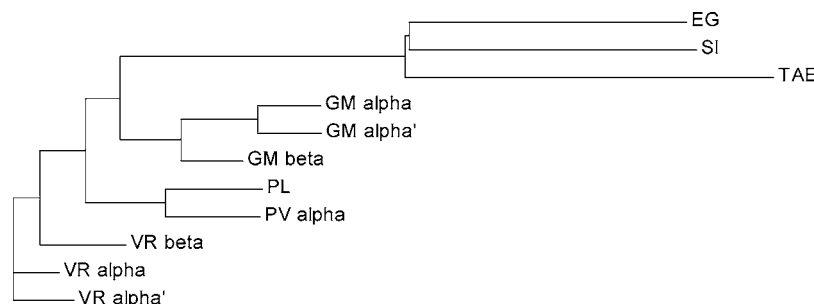 EG
SI
TAE
GM alpha
GM alpha'
GM beta
PL
PV alpha
VR beta
VR alpha
VR alpha'